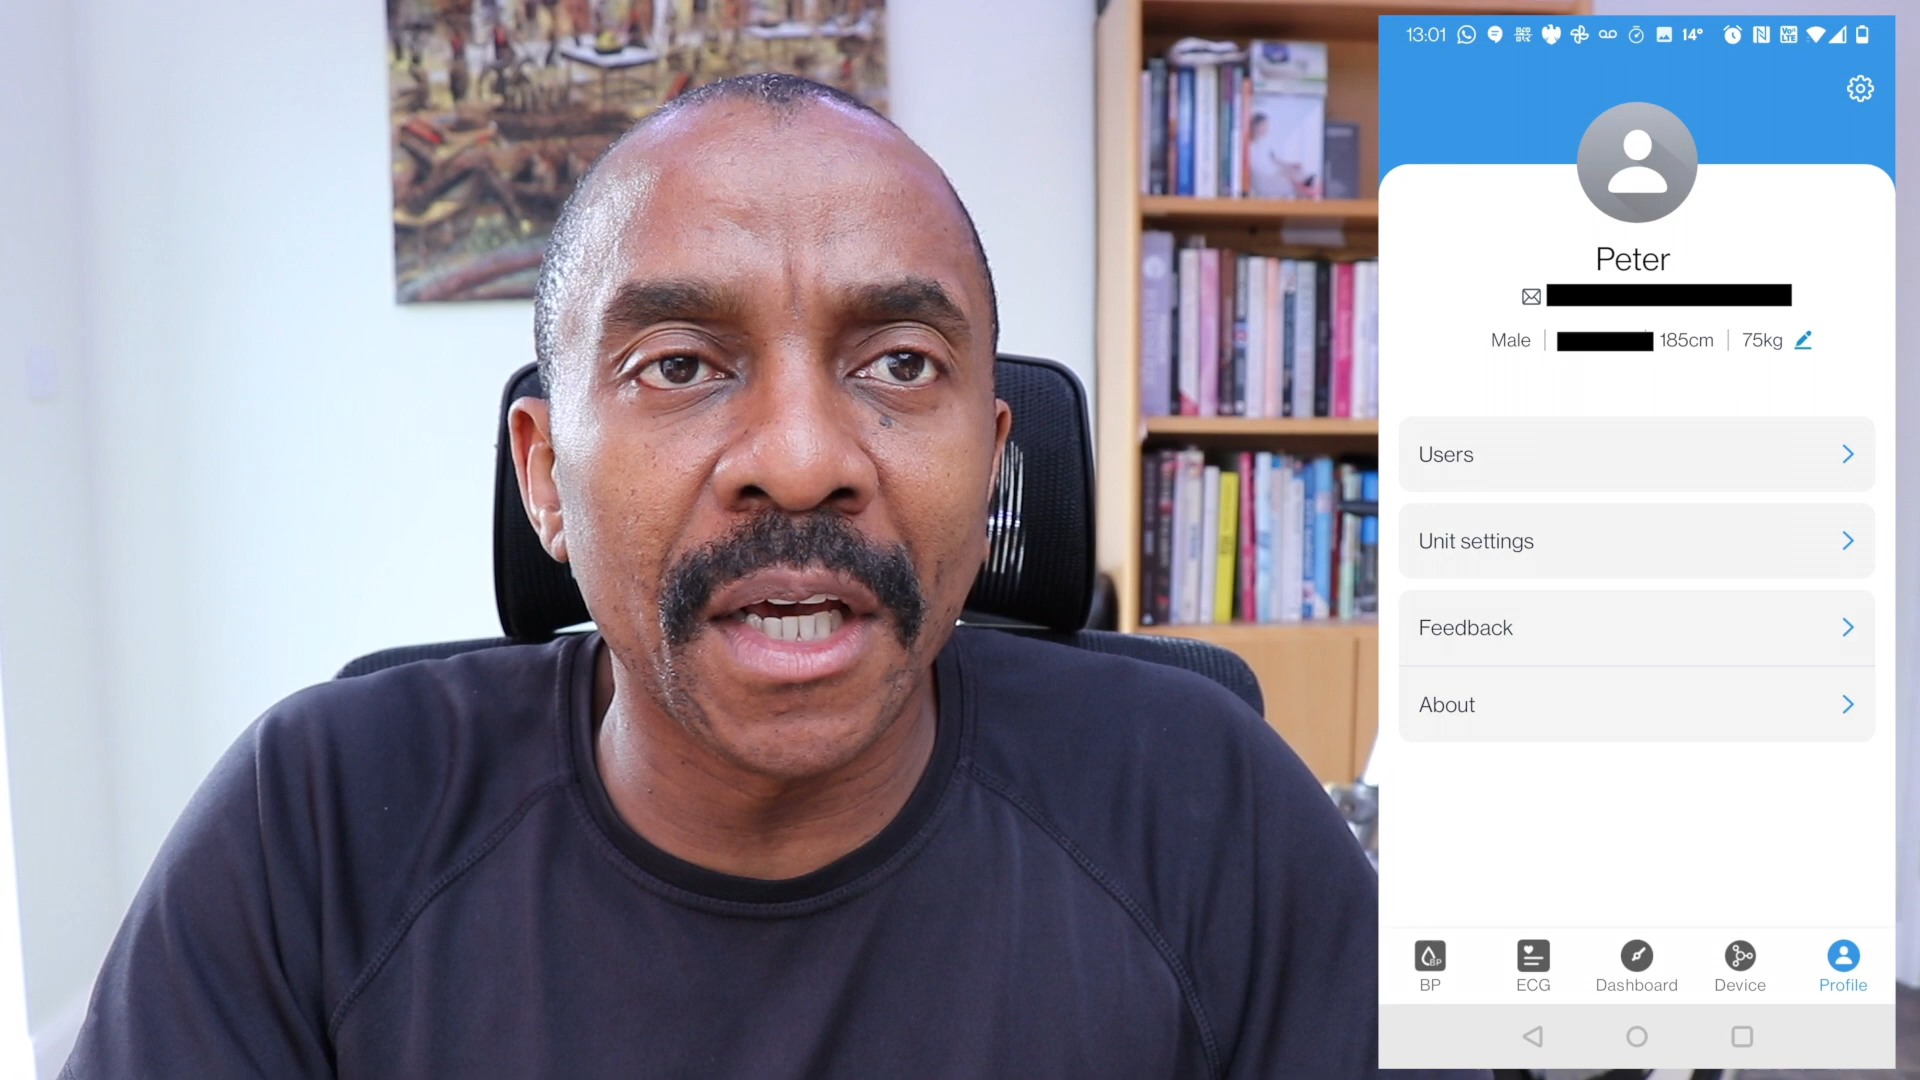 13:01 14°
Peter
Male 185cm 75kg
Users
Unit settings
Feedback
About
BP ECG Dashboard Device Profile